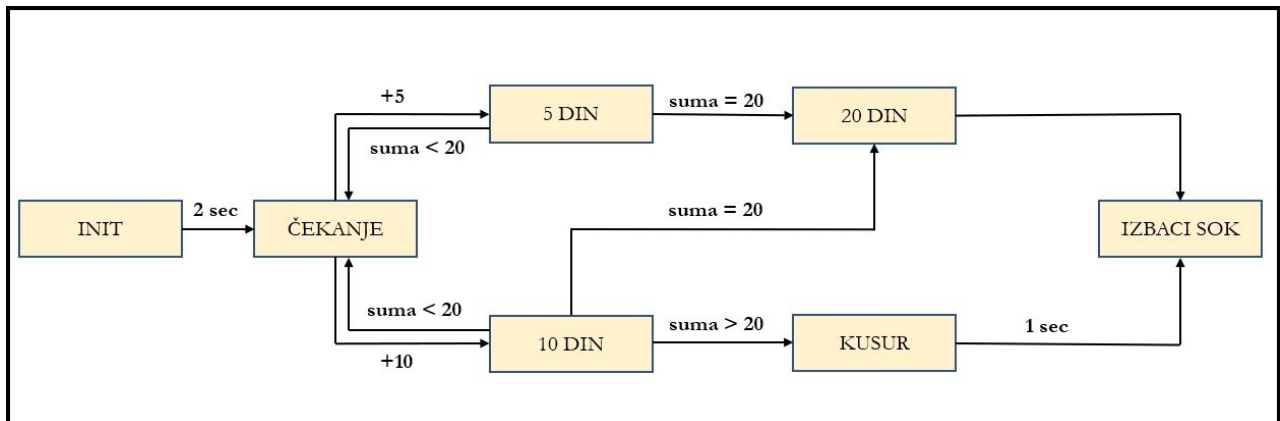 +5
5 DIN
suma = 20
20 DIN
suma < 20
INIT
2 sec
ČEKANJE
suma = 20
IZBACI SOK
suma < 20
+10
10 DIN
suma > 20
KUSUR
1 sec